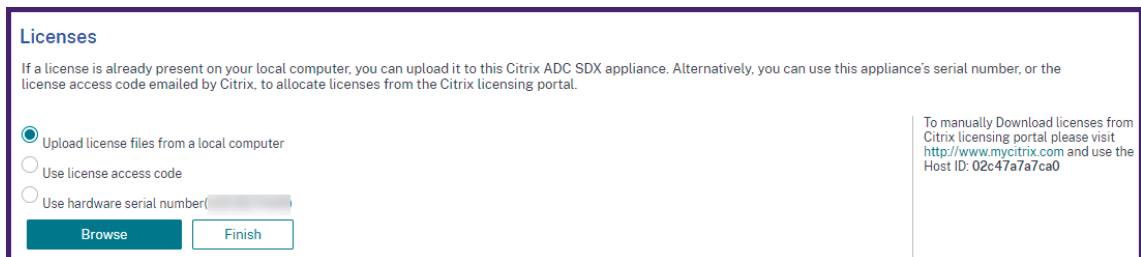 Licenses
If a license is already present on your local computer, you can upload it to this Citrix ADC SDX appliance. Alternatively, you can use this appliance's serial number, or the
license access code emailed by Citrix, to allocate licenses from the Citrix licensing portal.
Upload license files from a local computer
Use license access code
Use hardware serial number(
Browse
Finish
To manually Download licenses from
Citrix licensing portal please visit
http://www.mycitrix.com and use the
Host ID: 02c47a7a7ca0